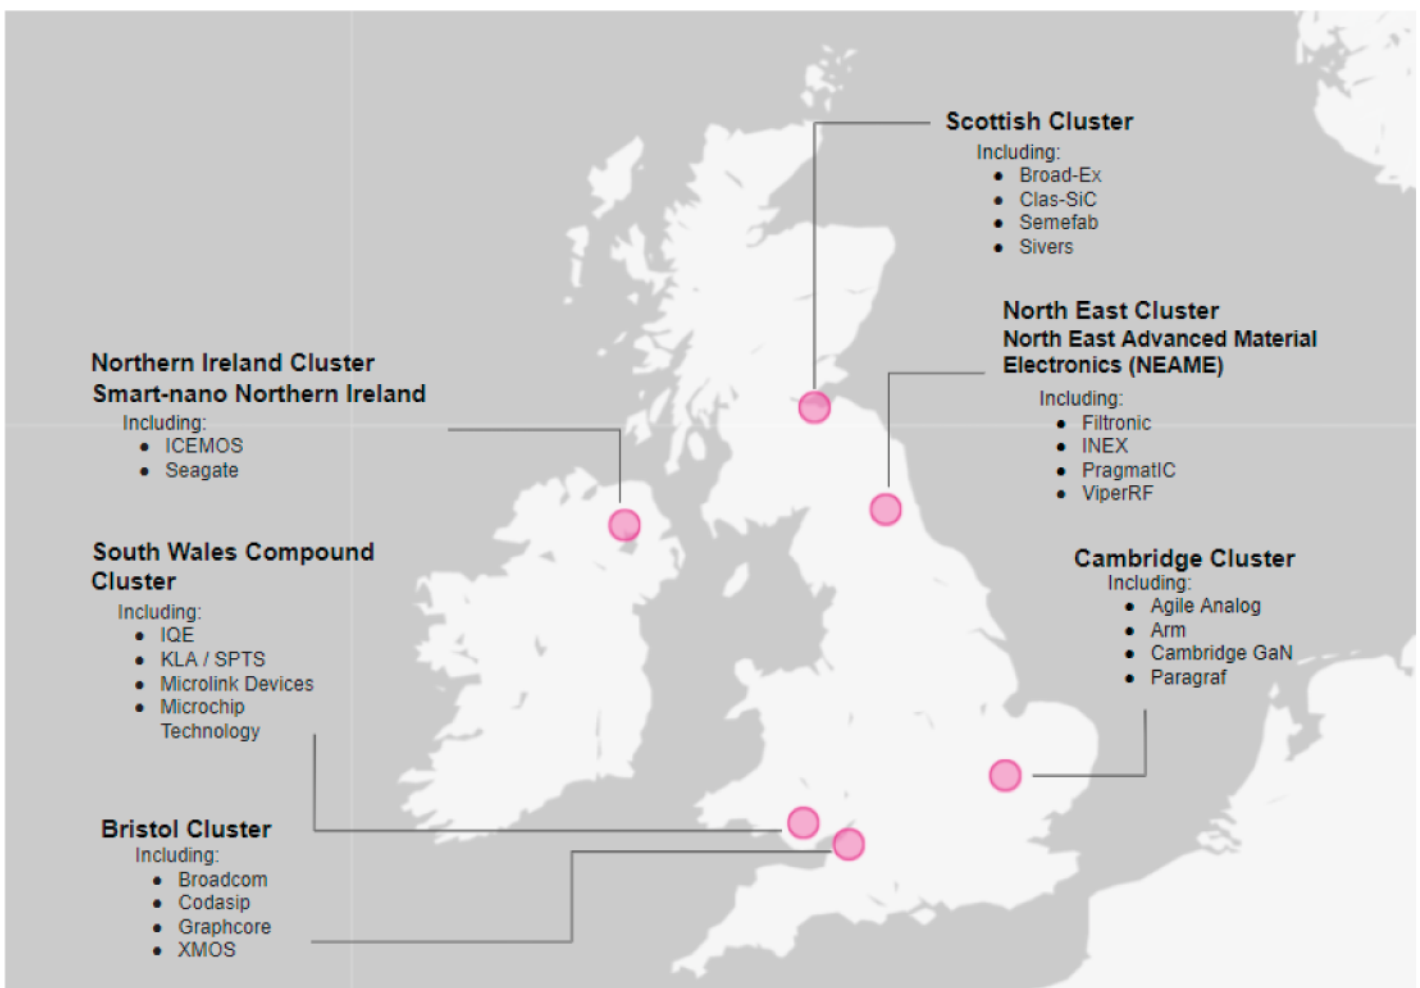 Scottish Cluster
Including:
● Broad-Ex
● Clas-SiC
● Semefab
● Sivers
North East Cluster
North East Advanced Material
Electronics (NEAME)
Including:
● Filtronic
● INEX
● PragmatIC
● ViperRF
Northern Ireland Cluster
Smart-nano Northern Ireland
Including:
● ICEMOS
● Seagate
South Wales Compound
Cluster
Including:
● IQE
● KLA / SPTS
● Microlink Devices
● Microchip
Technology
Cambridge Cluster
Including:
● Agile Analog
● Arm
● Cambridge GaN
● Paragraf
Bristol Cluster
Including:
● Broadcom
● Codasip
● Graphcore
● XMOS